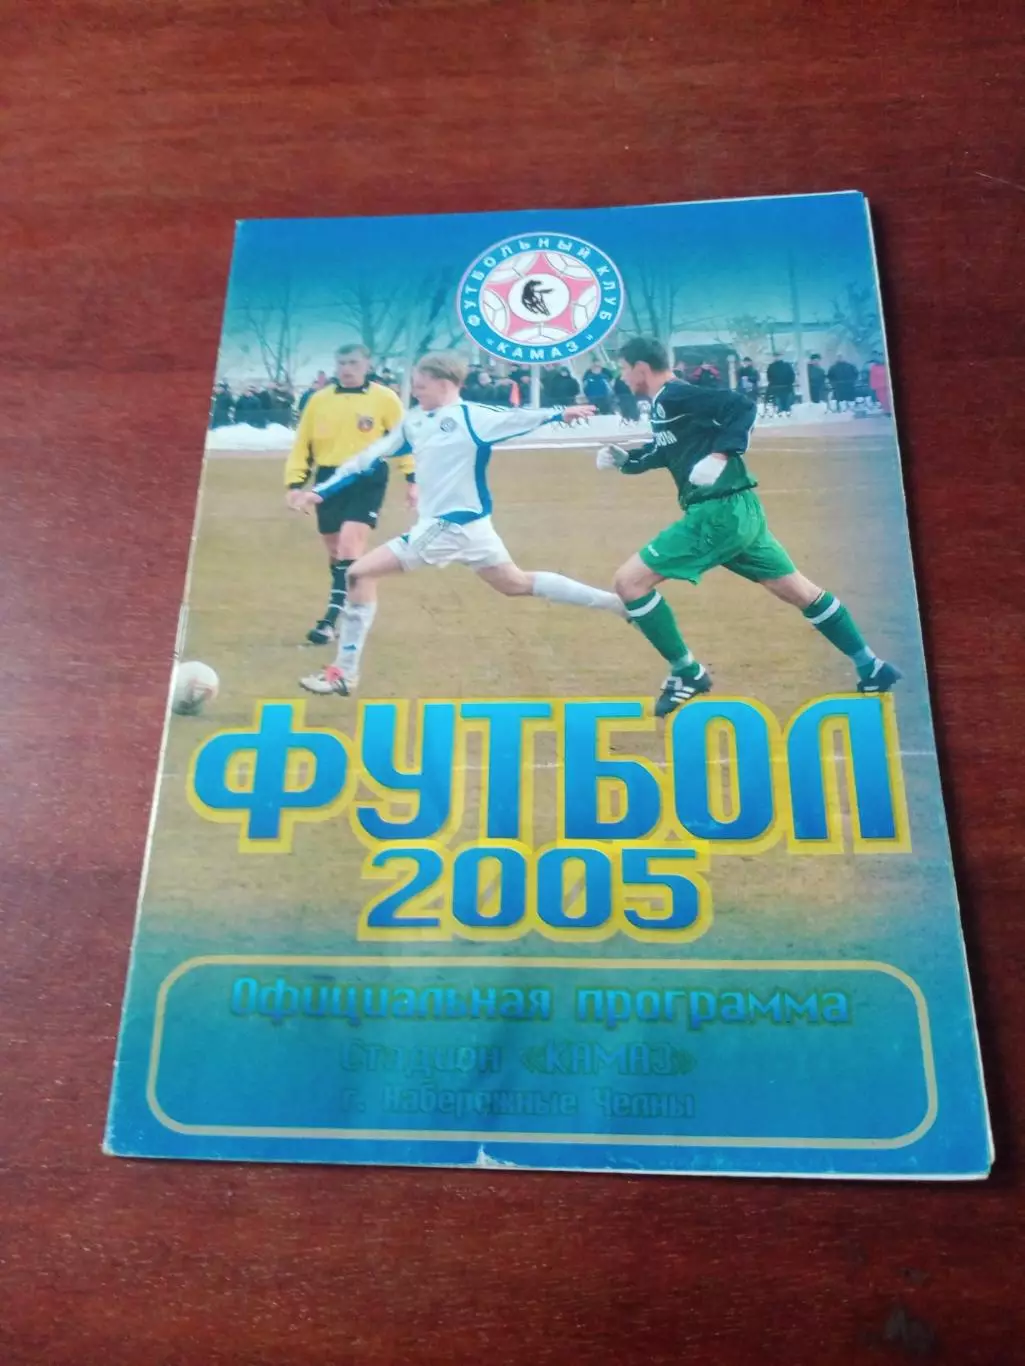 ФУТБОЛЬНЫЙ КЛУБ
«КАМАЗ»
ФУТБОЛ
2005
Официальная программа
Стадион «КАМАЗ»
г. Набережные Челны